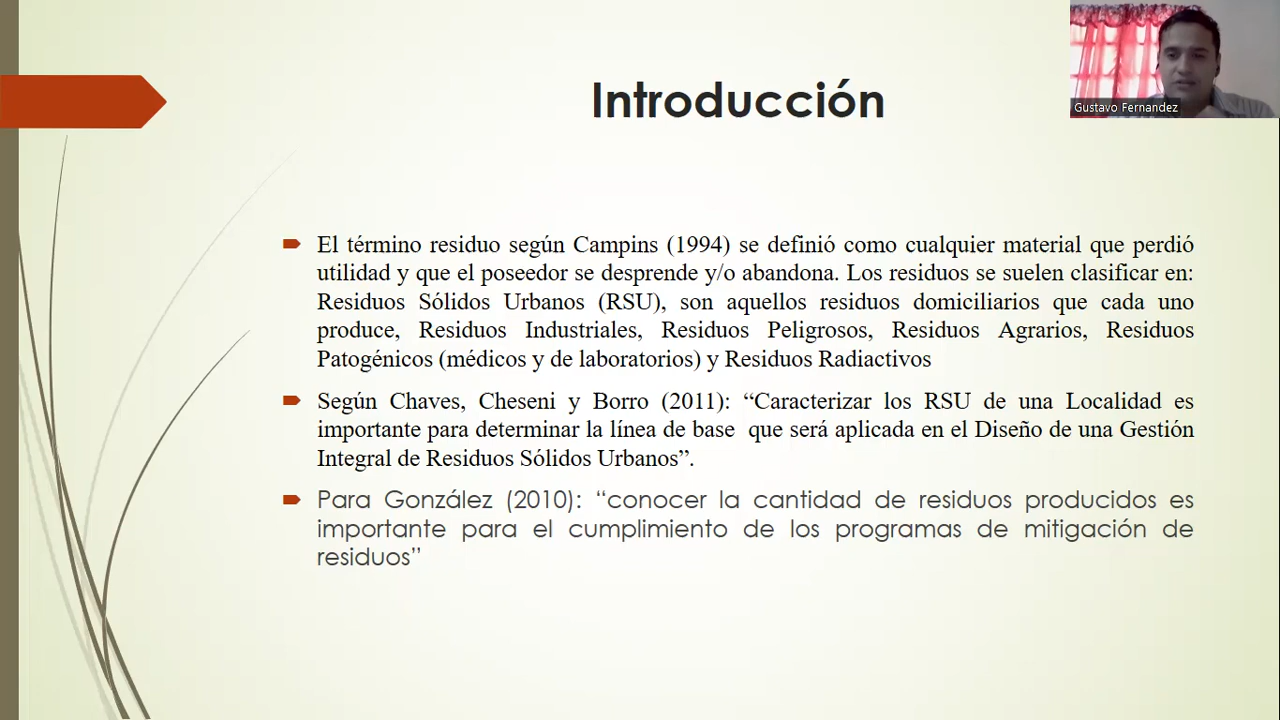 Introducción
Gustavo Fernandez
El término residuo según Campins (1994) se definió como cualquier material que perdió
utilidad y que el poseedor se desprende y/o abandona. Los residuos se suelen clasificar en:
Residuos Sólidos Urbanos (RSU), son aquellos residuos domiciliarios que cada uno
produce, Residuos Industriales, Residuos Peligrosos, Residuos Agrarios, Residuos
Patogénicos (médicos y de laboratorios) y Residuos Radiactivos
Según Chaves, Cheseni y Borro (2011): “Caracterizar los RSU de una Localidad es
importante para determinar la línea de base  que será aplicada en el Diseño de una Gestión
Integral de Residuos Sólidos Urbanos”.
Para González (2010): “conocer la cantidad de residuos producidos es
importante para el cumplimiento de los programas de mitigación de
residuos”